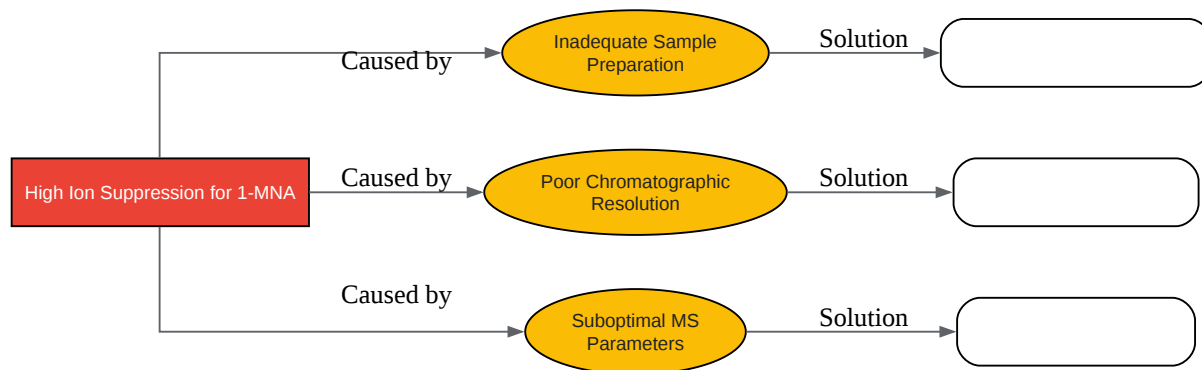 Inadequate Sample
Preparation
Solution
Caused by
High Ion Suppression for 1-MNA
Caused by
Poor Chromatographic
Resolution
Solution
Caused by
Suboptimal MS
Parameters
Solution